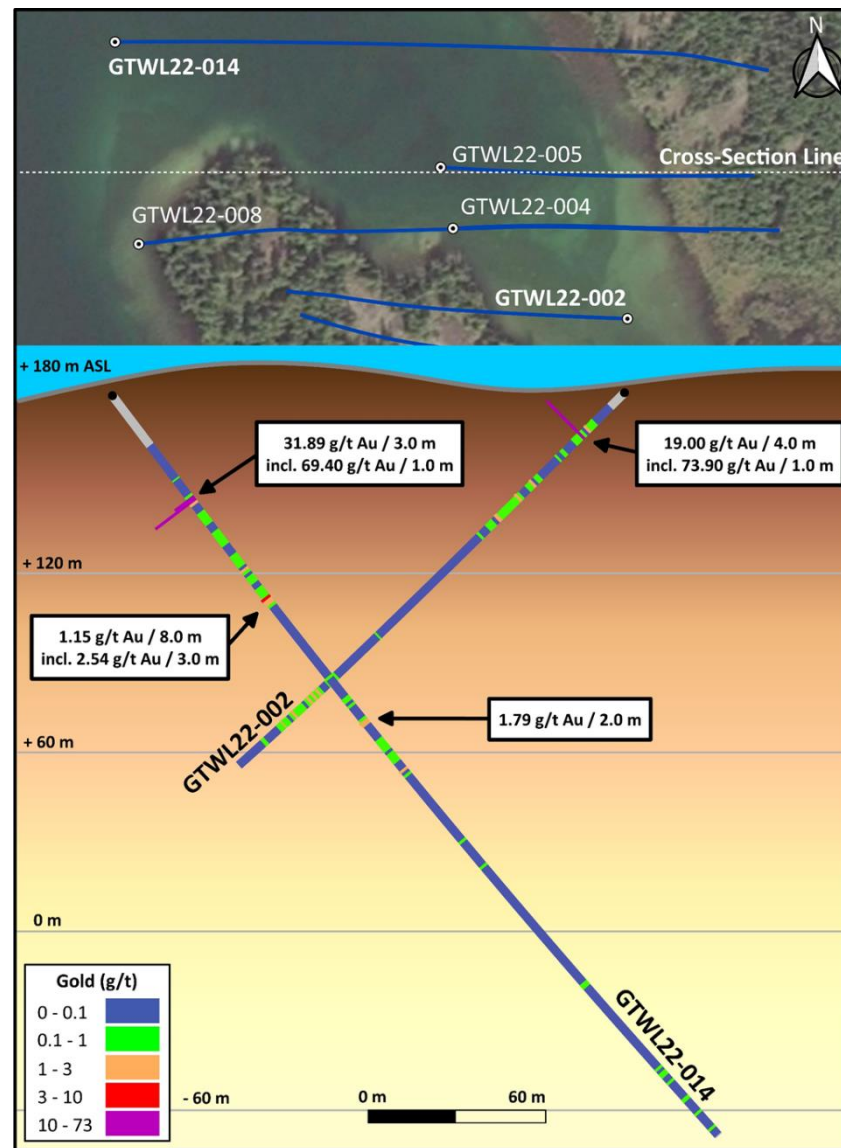 N
GTWL22-014
GTWL22-005
Cross-Section Line
GTWL22-008
GTWL22-004
GTWL22-002
+ 180 m ASL
31.89 g/t Au / 3.0 m
incl. 69.40 g/t Au / 1.0 m
19.00 g/t Au / 4.0 m
incl. 73.90 g/t Au / 1.0 m
+ 120 m
1.15 g/t Au / 8.0 m
incl. 2.54 g/t Au / 3.0 m
GTWL22-002
1.79 g/t Au / 2.0 m
+ 60 m
0 m
Gold (g/t)
0 - 0.1
0.1 - 1
1 - 3
3 - 10
10 - 73
GTWL22-014
- 60 m
0 m
60 m